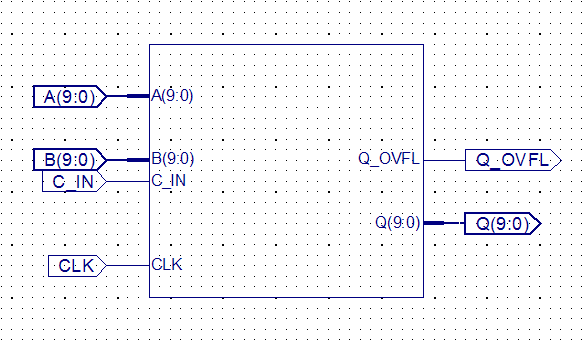 A(9:0) A(9:0)
B(9:0) B(9:0) Q_OVFL Q_OVFL
C_IN C_IN
Q(9:0) Q(9:0)
CLK CLK